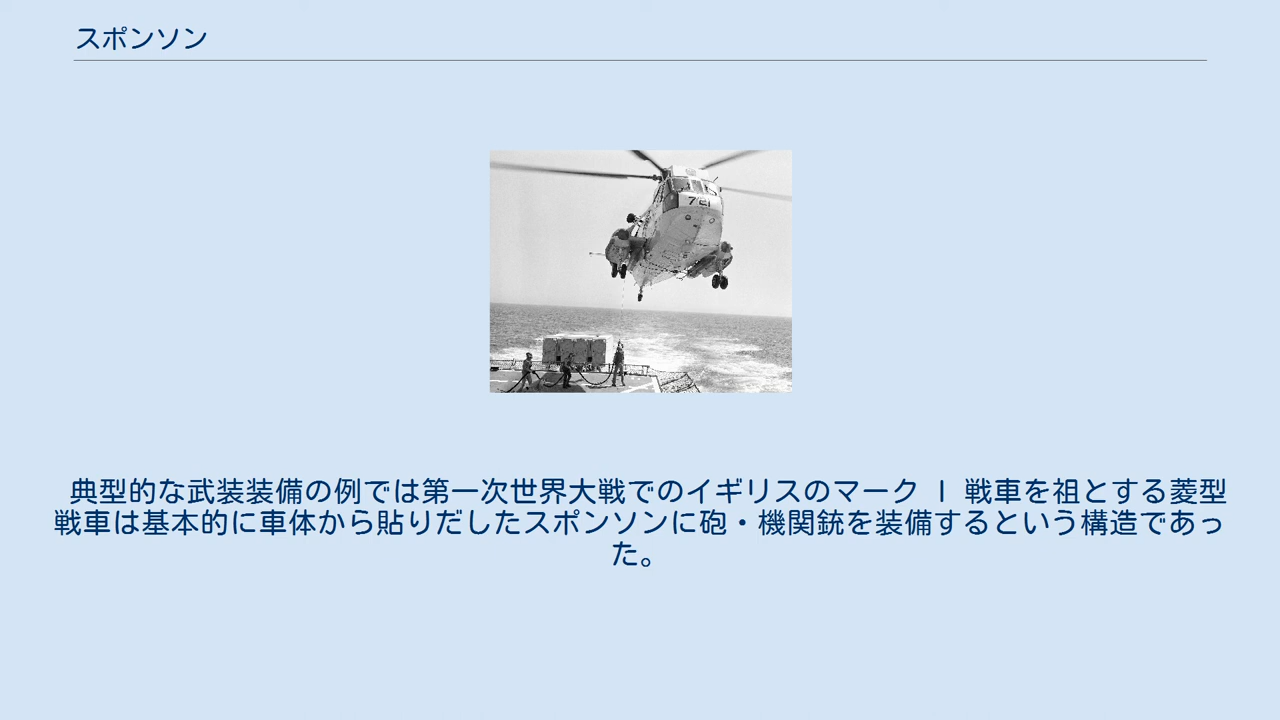 スポンソン
典型的な武装装備の例では第一次世界大戦でのイギリスのマーク Ⅰ 戦車を祖とする菱型
戦車は基本的に車体から貼りだしたスポンソンに砲・機関銃を装備するという構造であっ
た。